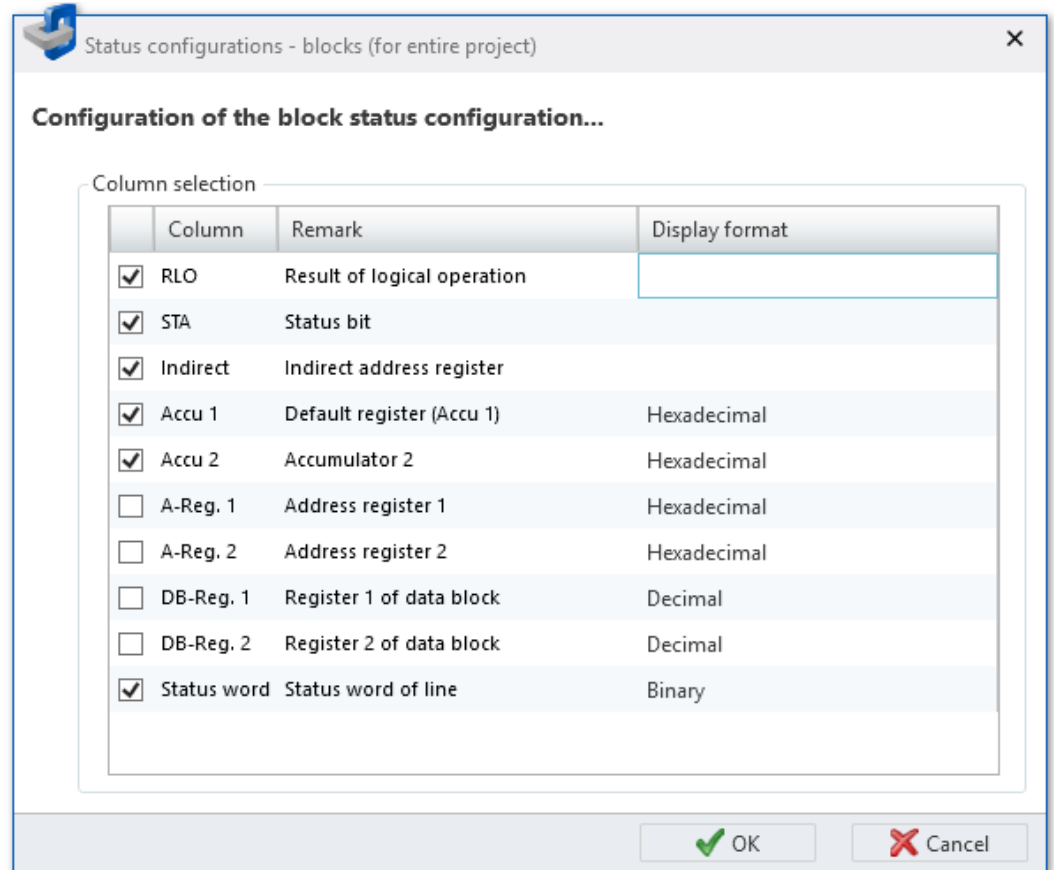 Status configurations - blocks (for entire project)
Configuration of the block status configuration...
Column selection
Column Remark Display format
RLO Result of logical operation
STA Status bit
Indirect Indirect address register
Accu 1 Default register (Accu 1) Hexadecimal
Accu 2 Accumulator 2 Hexadecimal
A-Reg. 1 Address register 1 Hexadecimal
A-Reg. 2 Address register 2 Hexadecimal
DB-Reg. 1 Register 1 of data block Decimal
DB-Reg. 2 Register 2 of data block Decimal
Status word Status word of line Binary
OK Cancel